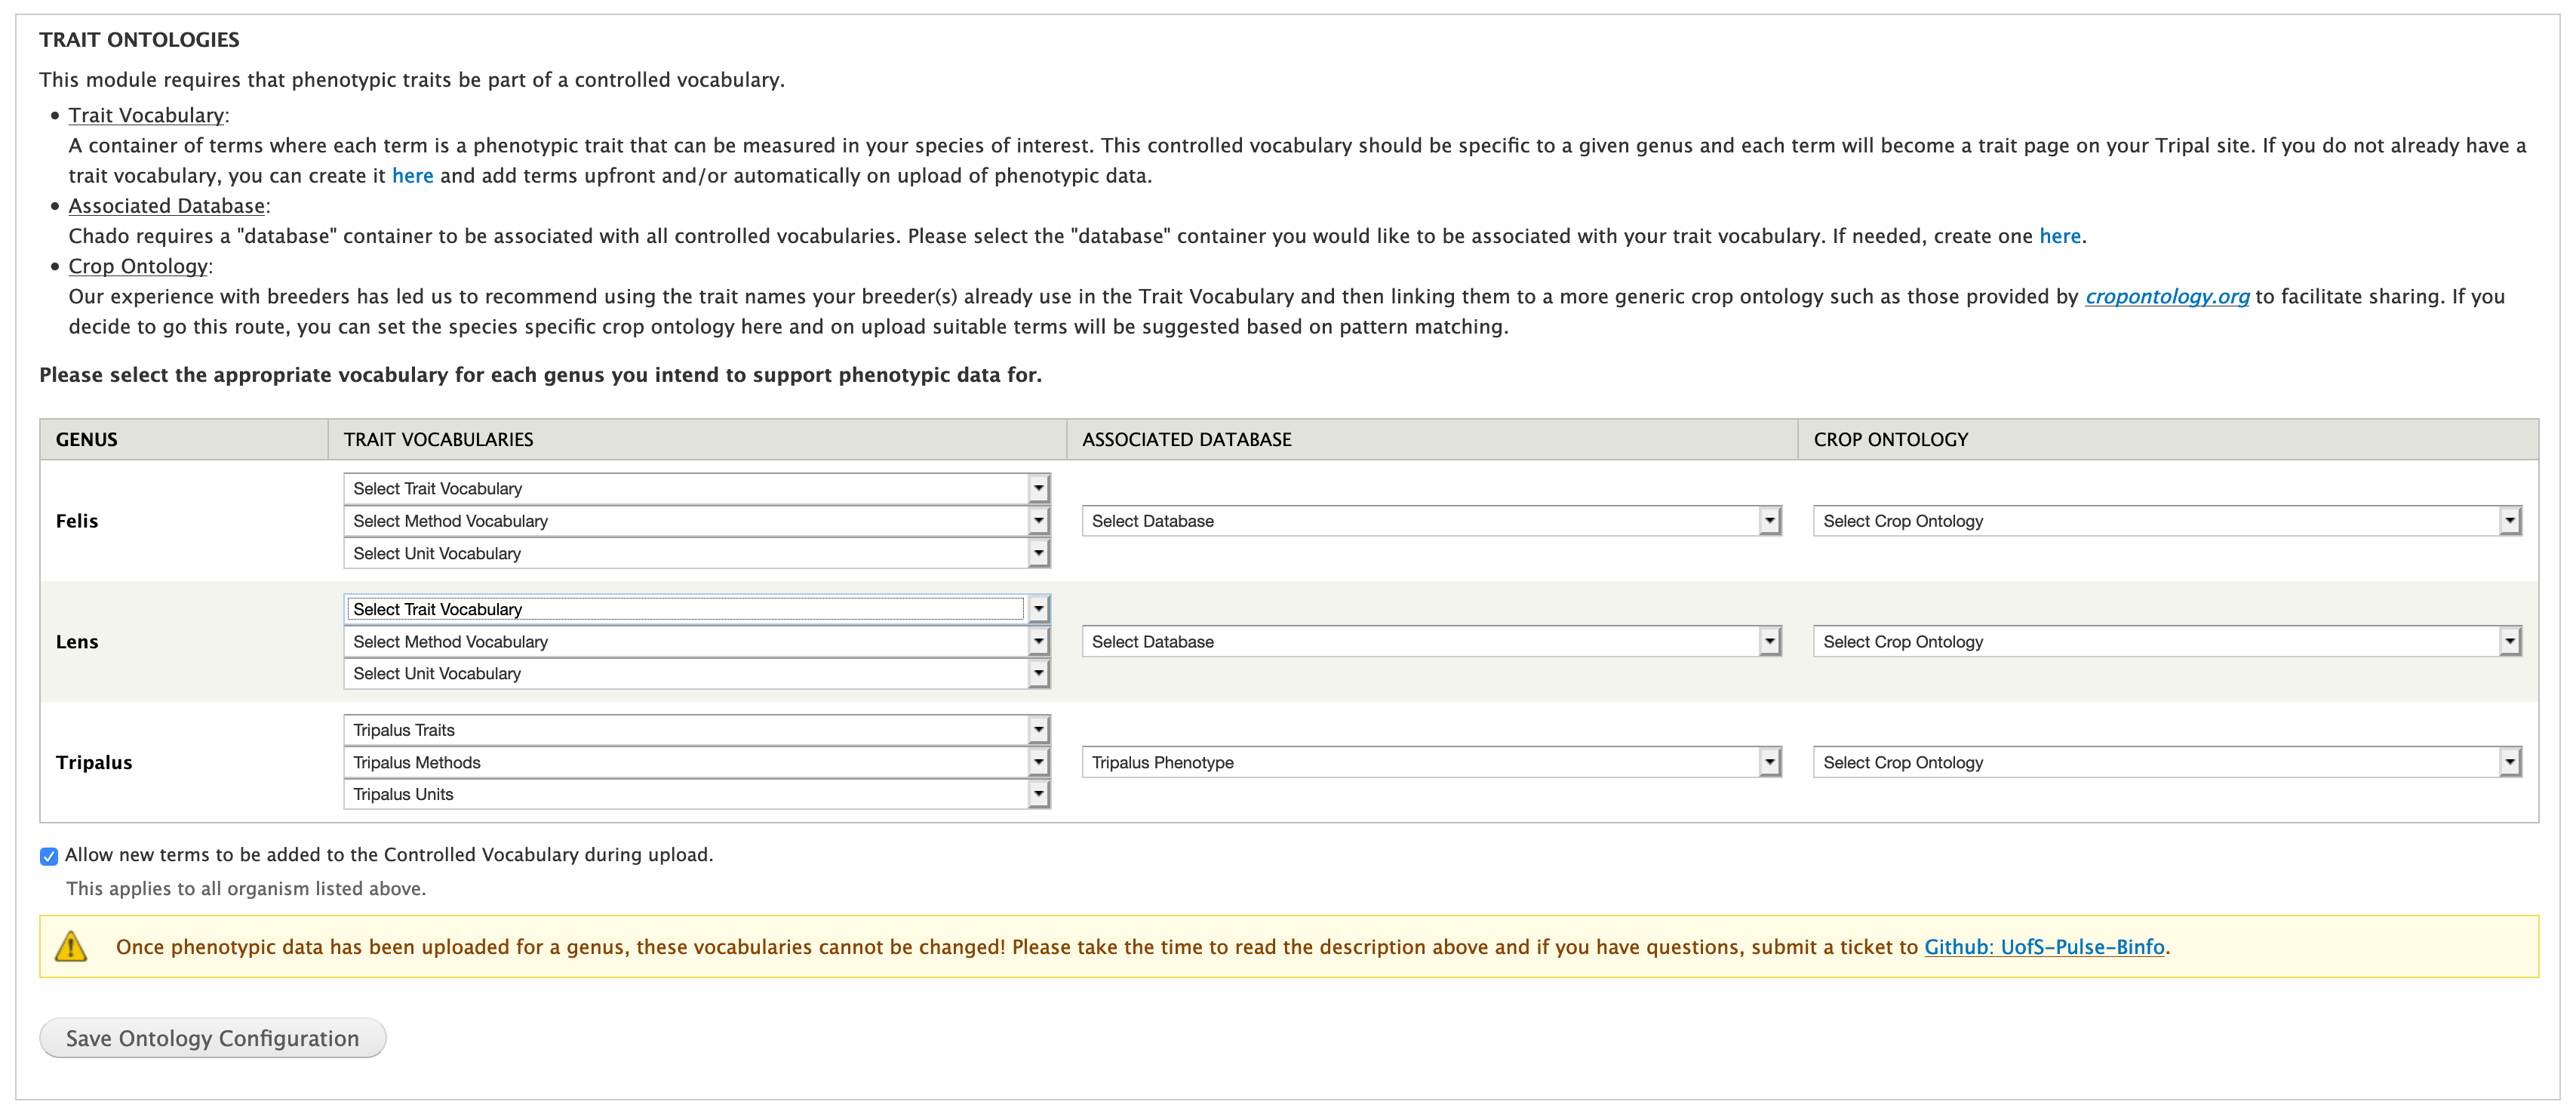 TRAIT ONTOLOGIES
This module requires that phenotypic traits be part of a controlled vocabulary.
• Trait Vocabulary:
A container of terms where each term is a phenotypic trait that can be measured in your species of interest. This controlled vocabulary should be specific to a given genus and each term will become a trait page on your Tripal site. If you do not already have a
trait vocabulary, you can create it here and add terms upfront and/or automatically on upload of phenotypic data.
• Associated Database:
Chado requires a "database" container to be associated with all controlled vocabularies. Please select the "database" container you would like to be associated with your trait vocabulary. If needed, create one here.
• Crop Ontology:
Our experience with breeders has led us to recommend using the trait names your breeder(s) already use in the Trait Vocabulary and then linking them to a more generic crop ontology such as those provided by cropontology.org to facilitate sharing. If you
decide to go this route, you can set the species specific crop ontology here and on upload suitable terms will be suggested based on pattern matching.
Please select the appropriate vocabulary for each genus you intend to support phenotypic data for.
GENUS TRAIT VOCABULARIES ASSOCIATED DATABASE CROP ONTOLOGY
Select Trait Vocabulary
Felis Select Method Vocabulary Select Database Select Crop Ontology
Select Unit Vocabulary
Select Trait Vocabulary
Lens Select Method Vocabulary Select Database Select Crop Ontology
Select Unit Vocabulary
Tripalus Traits
Tripalus Tripalus Methods Tripalus Phenotype Select Crop Ontology
Tripalus Units
Allow new terms to be added to the Controlled Vocabulary during upload.
This applies to all organism listed above.
Once phenotypic data has been uploaded for a genus, these vocabularies cannot be changed! Please take the time to read the description above and if you have questions, submit a ticket to Github: UofS-Pulse-Binfo.
Save Ontology Configuration